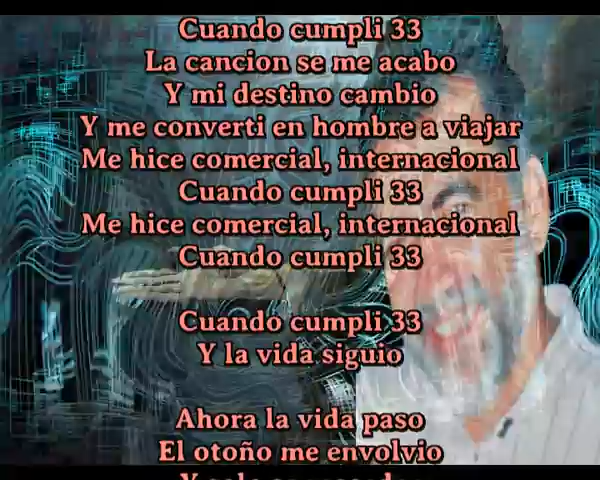 Cuando cumpli 33
La cancion se me acabo
Y mi destino cambio
Y me converti en hombre a viajar
Me hice comercial, internacional
Cuando cumpli 33
Me hice comercial, internacional
Cuando cumpli 33
Cuando cumpli 33
Y la vida siguio
Ahora la vida paso
El otoño me envolvio